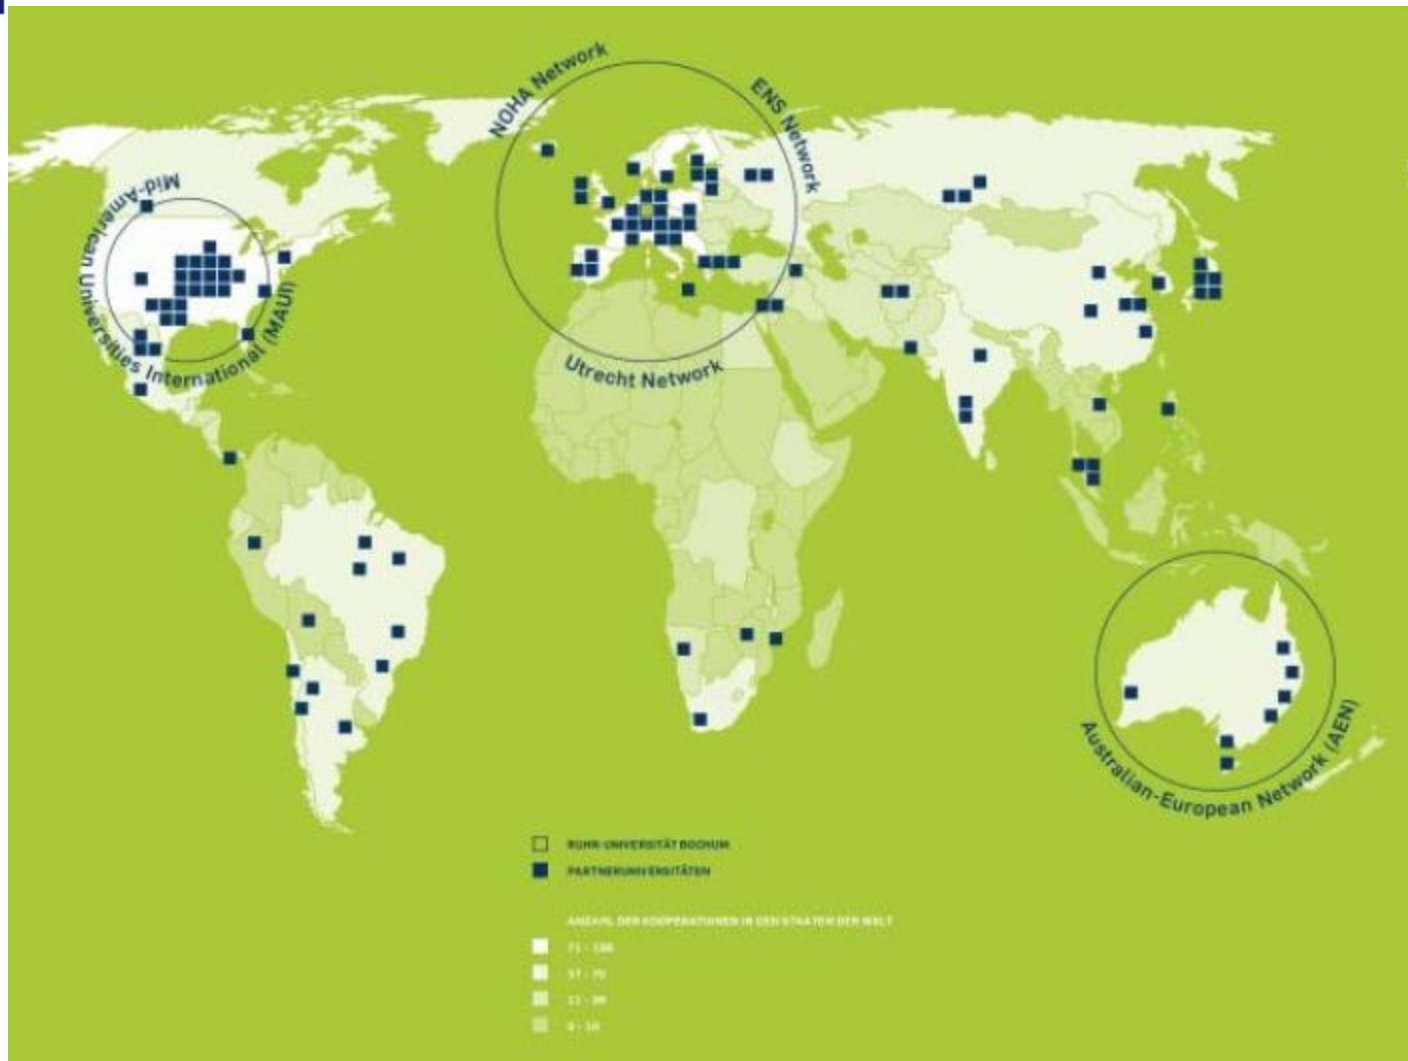 NOHA Network
ENS Network
Utrecht Network
Mid-American Universities International (MAUI)
Australian-European Network (AEN)
RUHR-UNIVERSITÄT BOCHUM
PARTNERUNIVERSITÄTEN
ANZAHL DER KOOPERATIONEN IN DEN STAATEN DER WELT